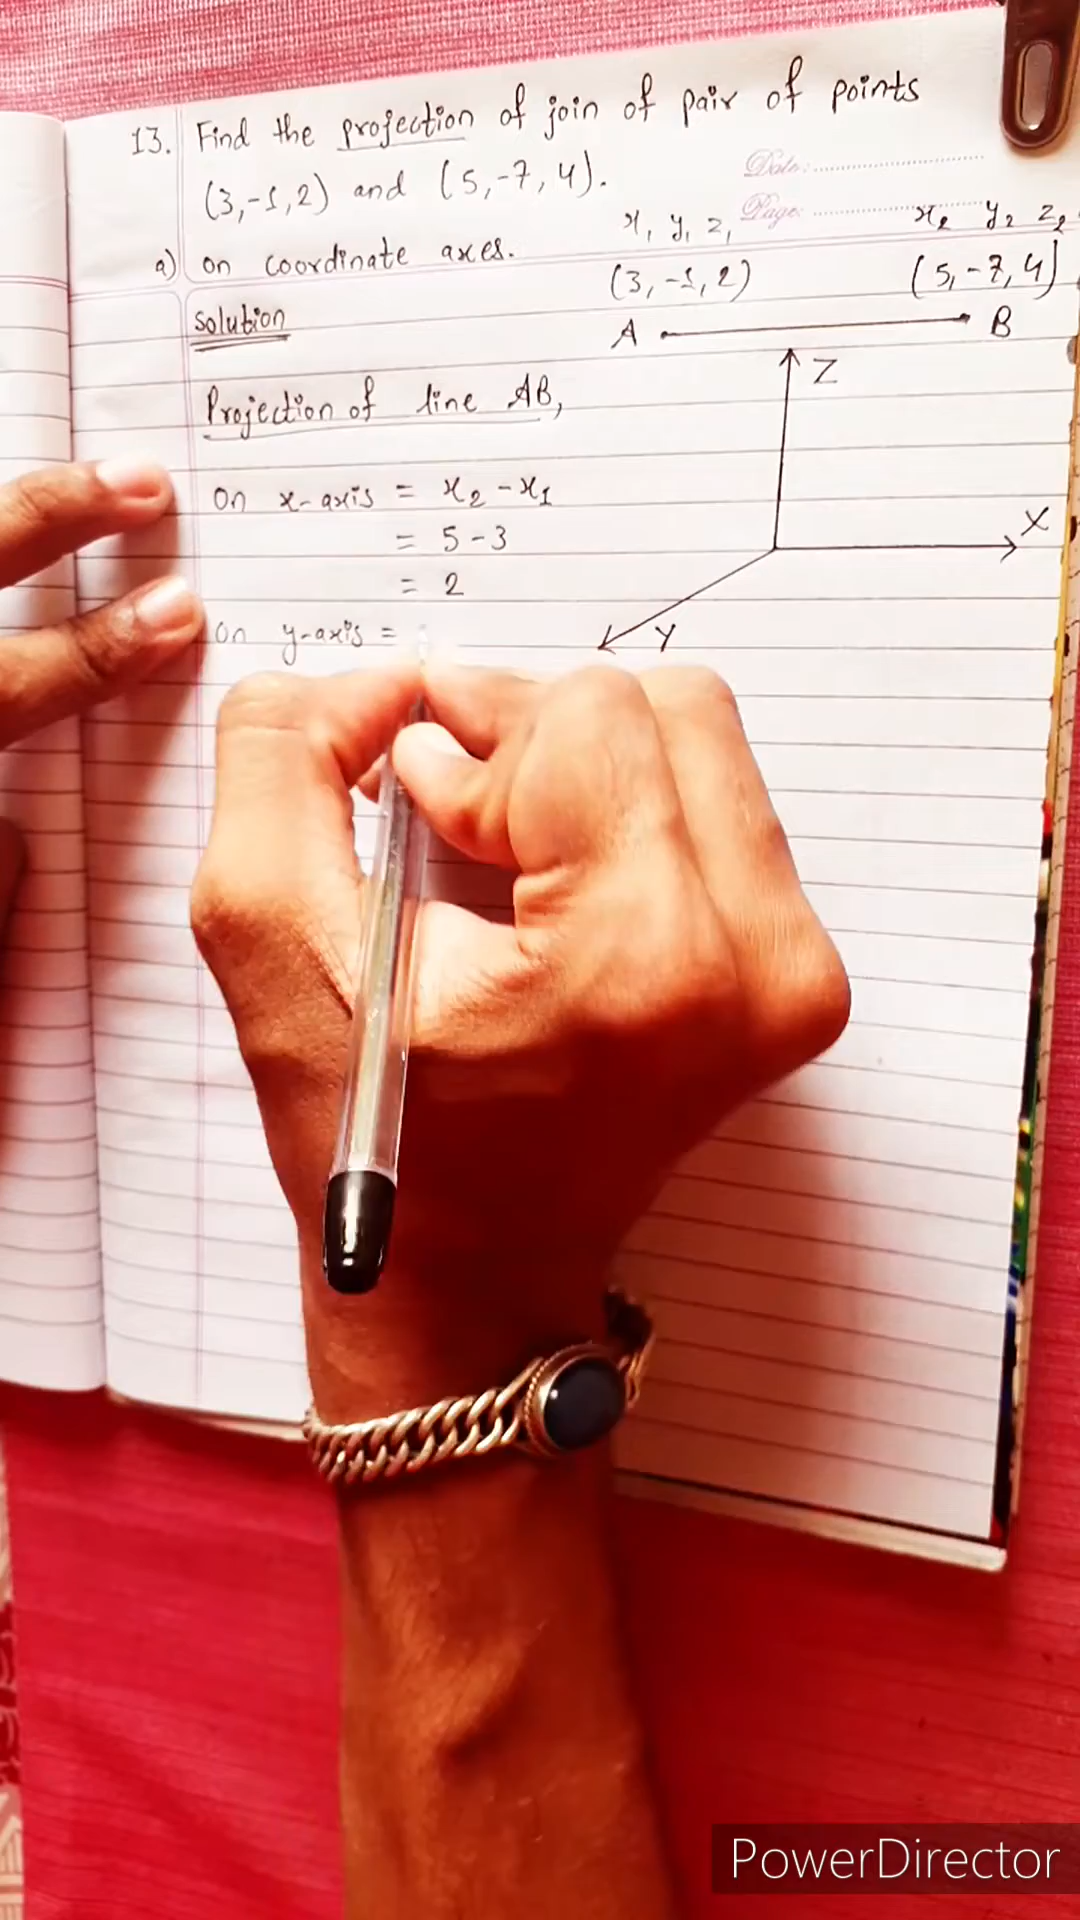 13. Find the projection of join of pair of points
(3,-1,2) and (5,-7,4).
Date:
Page:
a) on coordinate axes.
x₁ y₁ z₁
x₂ y₂ z₂
(3,-1,2)
(5,-7,4)
A
B
Solution
Z
Projection of line AB,
On x-axis = x₂-x₁
= 5-3
X
= 2
On y-axis =
Y
PowerDirector